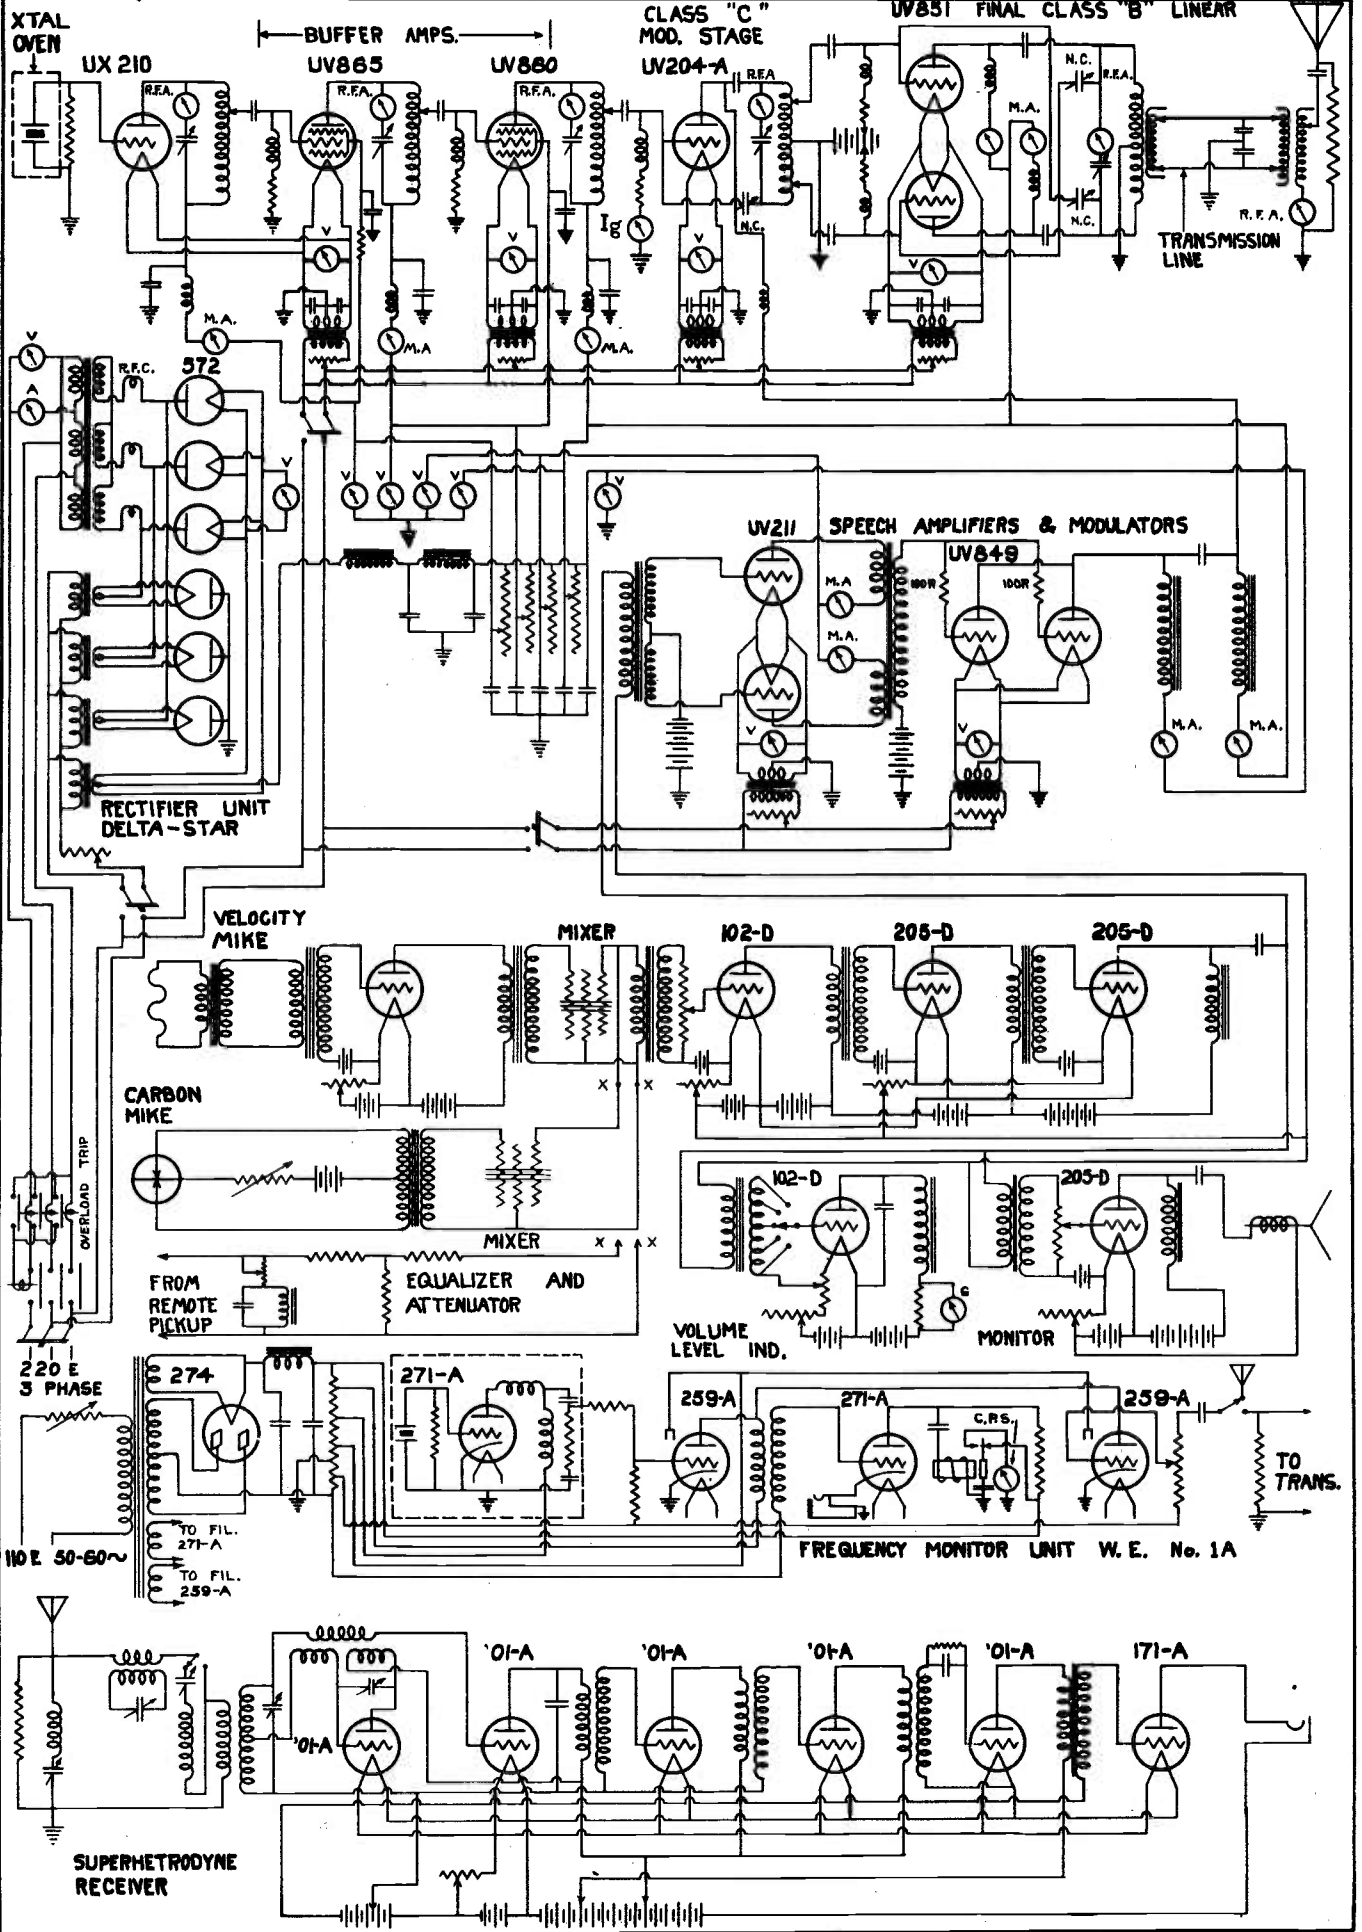 XTAL
OVEN
UX 210
BUFFER AMPS.
UV865
UV860
CLASS "C"
MOD. STAGE
UV204-A
UV851 FINAL CLASS "B" LINEAR
R.F.A.
R.F.A.
R.F.A.
R.F.A
N.C.
R.F.A.
M.A.
Ig
N.C.
N.C.
R.F.A.
TRANSMISSION
LINE
V
V
V
V
M.A.
M.A
M.A.
V
A
R.F.C.
572
V
V
V
V
V
V
UV211
SPEECH AMPLIFIERS & MODULATORS
UV849
M.A
M.A.
100R
100R
V
V
M.A.
M.A.
RECTIFIER UNIT
DELTA-STAR
VELOCITY
MIKE
MIXER
102-D
205-D
205-D
X X
CARBON
MIKE
OVERLOAD TRIP
MIXER
X X
FROM
REMOTE
PICKUP
EQUALIZER AND
ATTENUATOR
102-D
G
VOLUME
LEVEL IND.
205-D
MONITOR
220 E
3 PHASE
274
271-A
259-A
271-A
C.P.S.
259-A
TO
TRANS.
110 E 50-60~
TO FIL.
271-A
TO FIL.
259-A
FREQUENCY MONITOR UNIT W. E. No. 1A
'01-A
'01-A
'01-A
'01-A
'01-A
171-A
SUPERHETRODYNE
RECEIVER